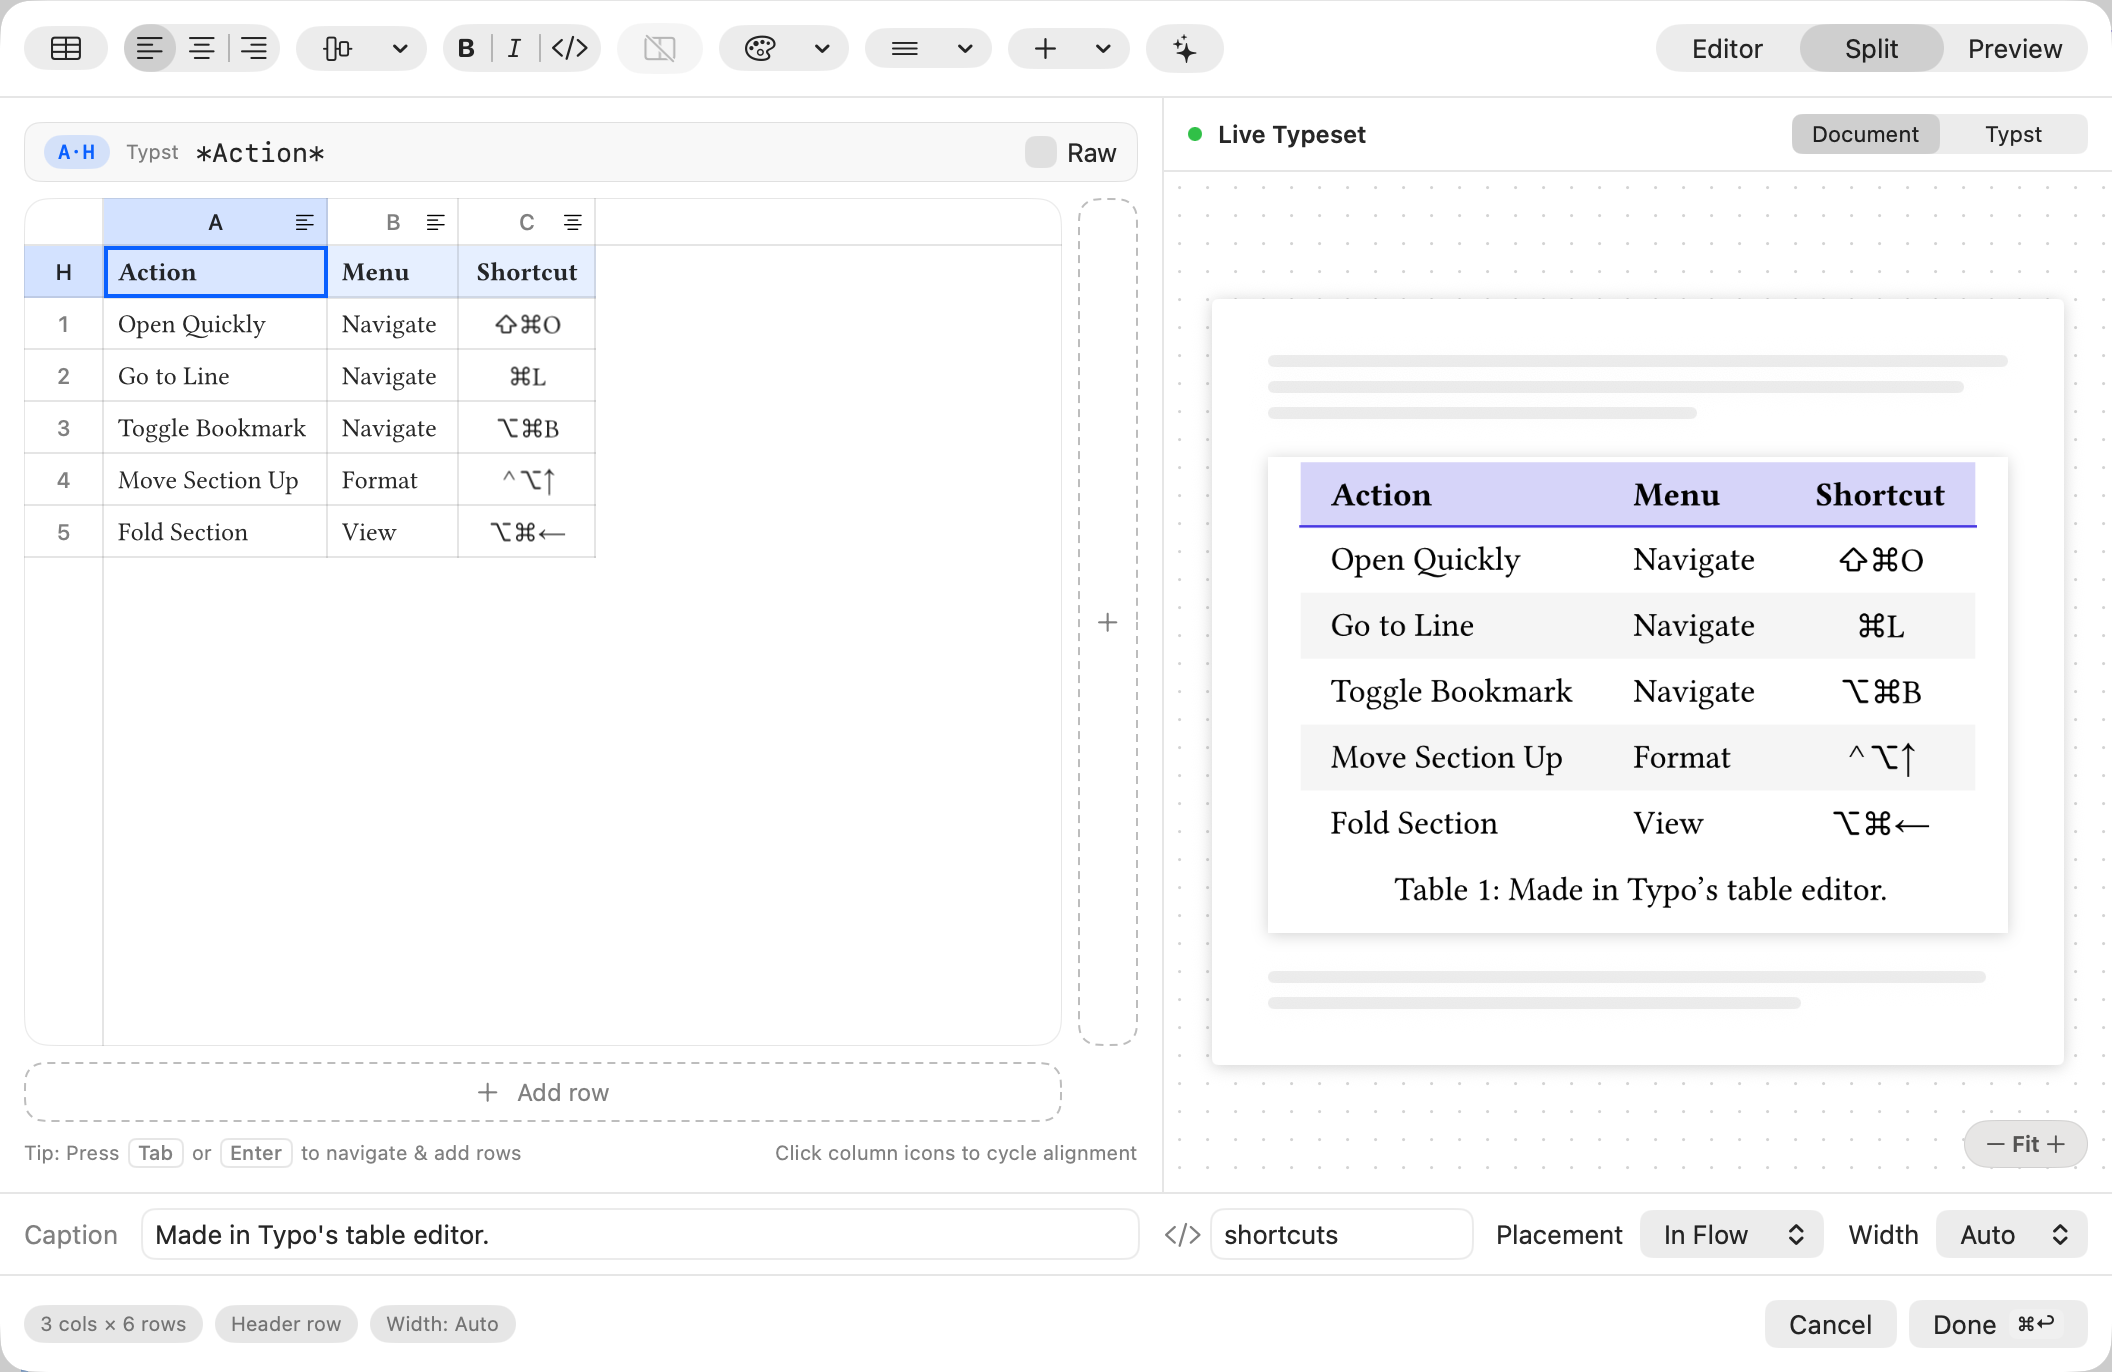 B I </> Editor Split Preview
A·H Typst *Action* Raw
Live Typeset Document Typst
A B C
H Action Menu Shortcut
1 Open Quickly Navigate ⇧⌘O
2 Go to Line Navigate ⌘L
3 Toggle Bookmark Navigate ⌥⌘B
4 Move Section Up Format ^⌥↑
5 Fold Section View ⌥⌘←
+ Add row
Tip: Press Tab or Enter to navigate & add rows Click column icons to cycle alignment
Action Menu Shortcut
Open Quickly Navigate ⇧⌘O
Go to Line Navigate ⌘L
Toggle Bookmark Navigate ⌥⌘B
Move Section Up Format ^⌥↑
Fold Section View ⌥⌘←
Table 1: Made in Typo’s table editor.
− Fit +
Caption Made in Typo's table editor. </> shortcuts Placement In Flow Width Auto
3 cols × 6 rows Header row Width: Auto Cancel Done ⌘↩